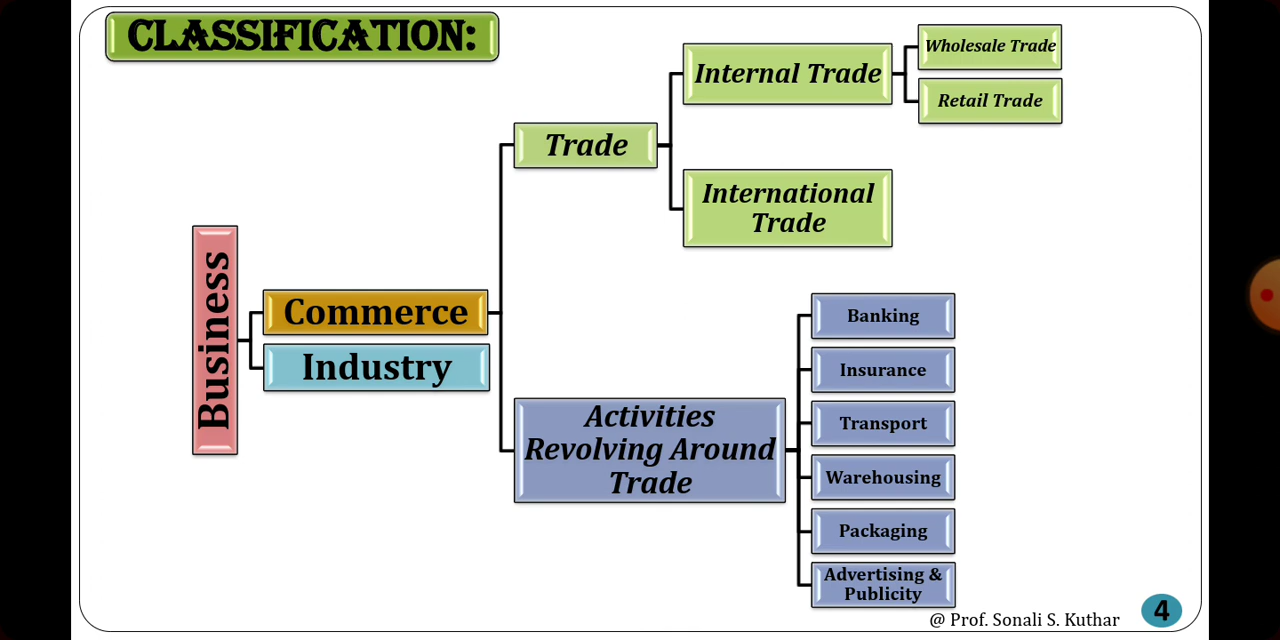 CLASSIFICATION:
Internal Trade
Wholesale Trade
Retail Trade
Trade
International
Trade
Business
Commerce
Industry
Activities
Revolving Around
Trade
Banking
Insurance
Transport
Warehousing
Packaging
Advertising &
Publicity
@ Prof. Sonali S. Kuthar
4